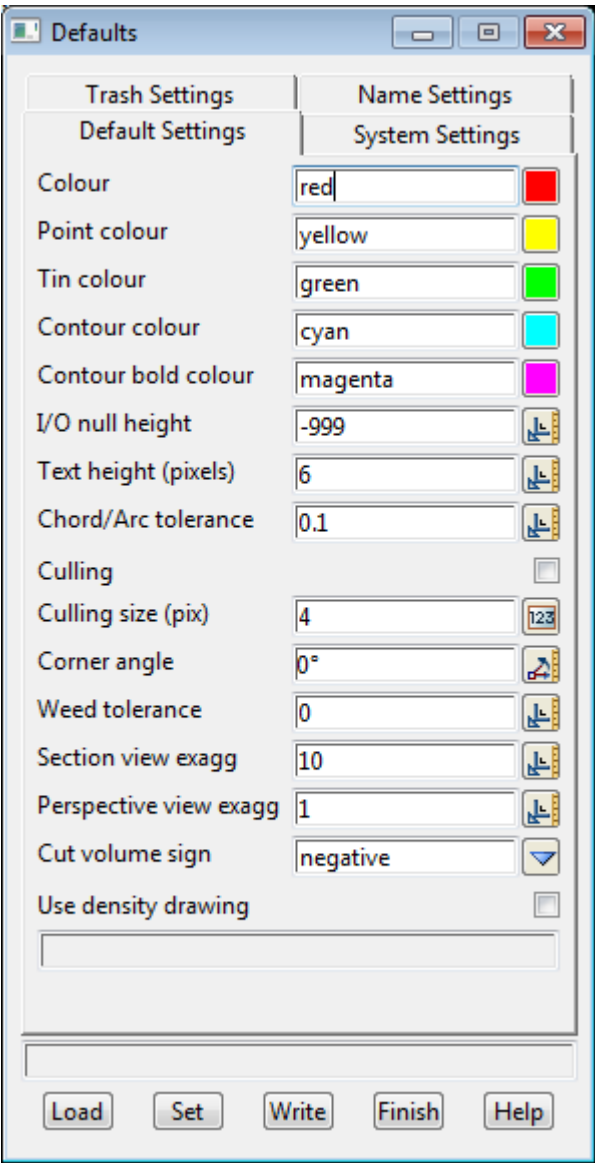 Defaults
Trash Settings Name Settings
Default Settings System Settings
Colour red
Point colour yellow
Tin colour green
Contour colour cyan
Contour bold colour magenta
I/O null height -999
Text height (pixels) 6
Chord/Arc tolerance 0.1
Culling
Culling size (pix) 4 123
Corner angle 0°
Weed tolerance 0
Section view exagg 10
Perspective view exagg 1
Cut volume sign negative
Use density drawing
Load Set Write Finish Help